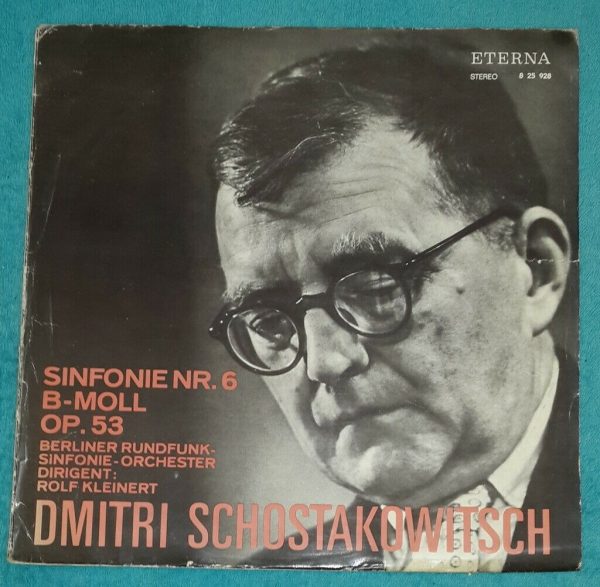 ETERNA
STEREO 8 25 928
SINFONIE NR. 6
B-MOLL
OP. 53
BERLINER RUNDFUNK-
SINFONIE-ORCHESTER
DIRIGENT:
ROLF KLEINERT
DMITRI SCHOSTAKOWITSCH